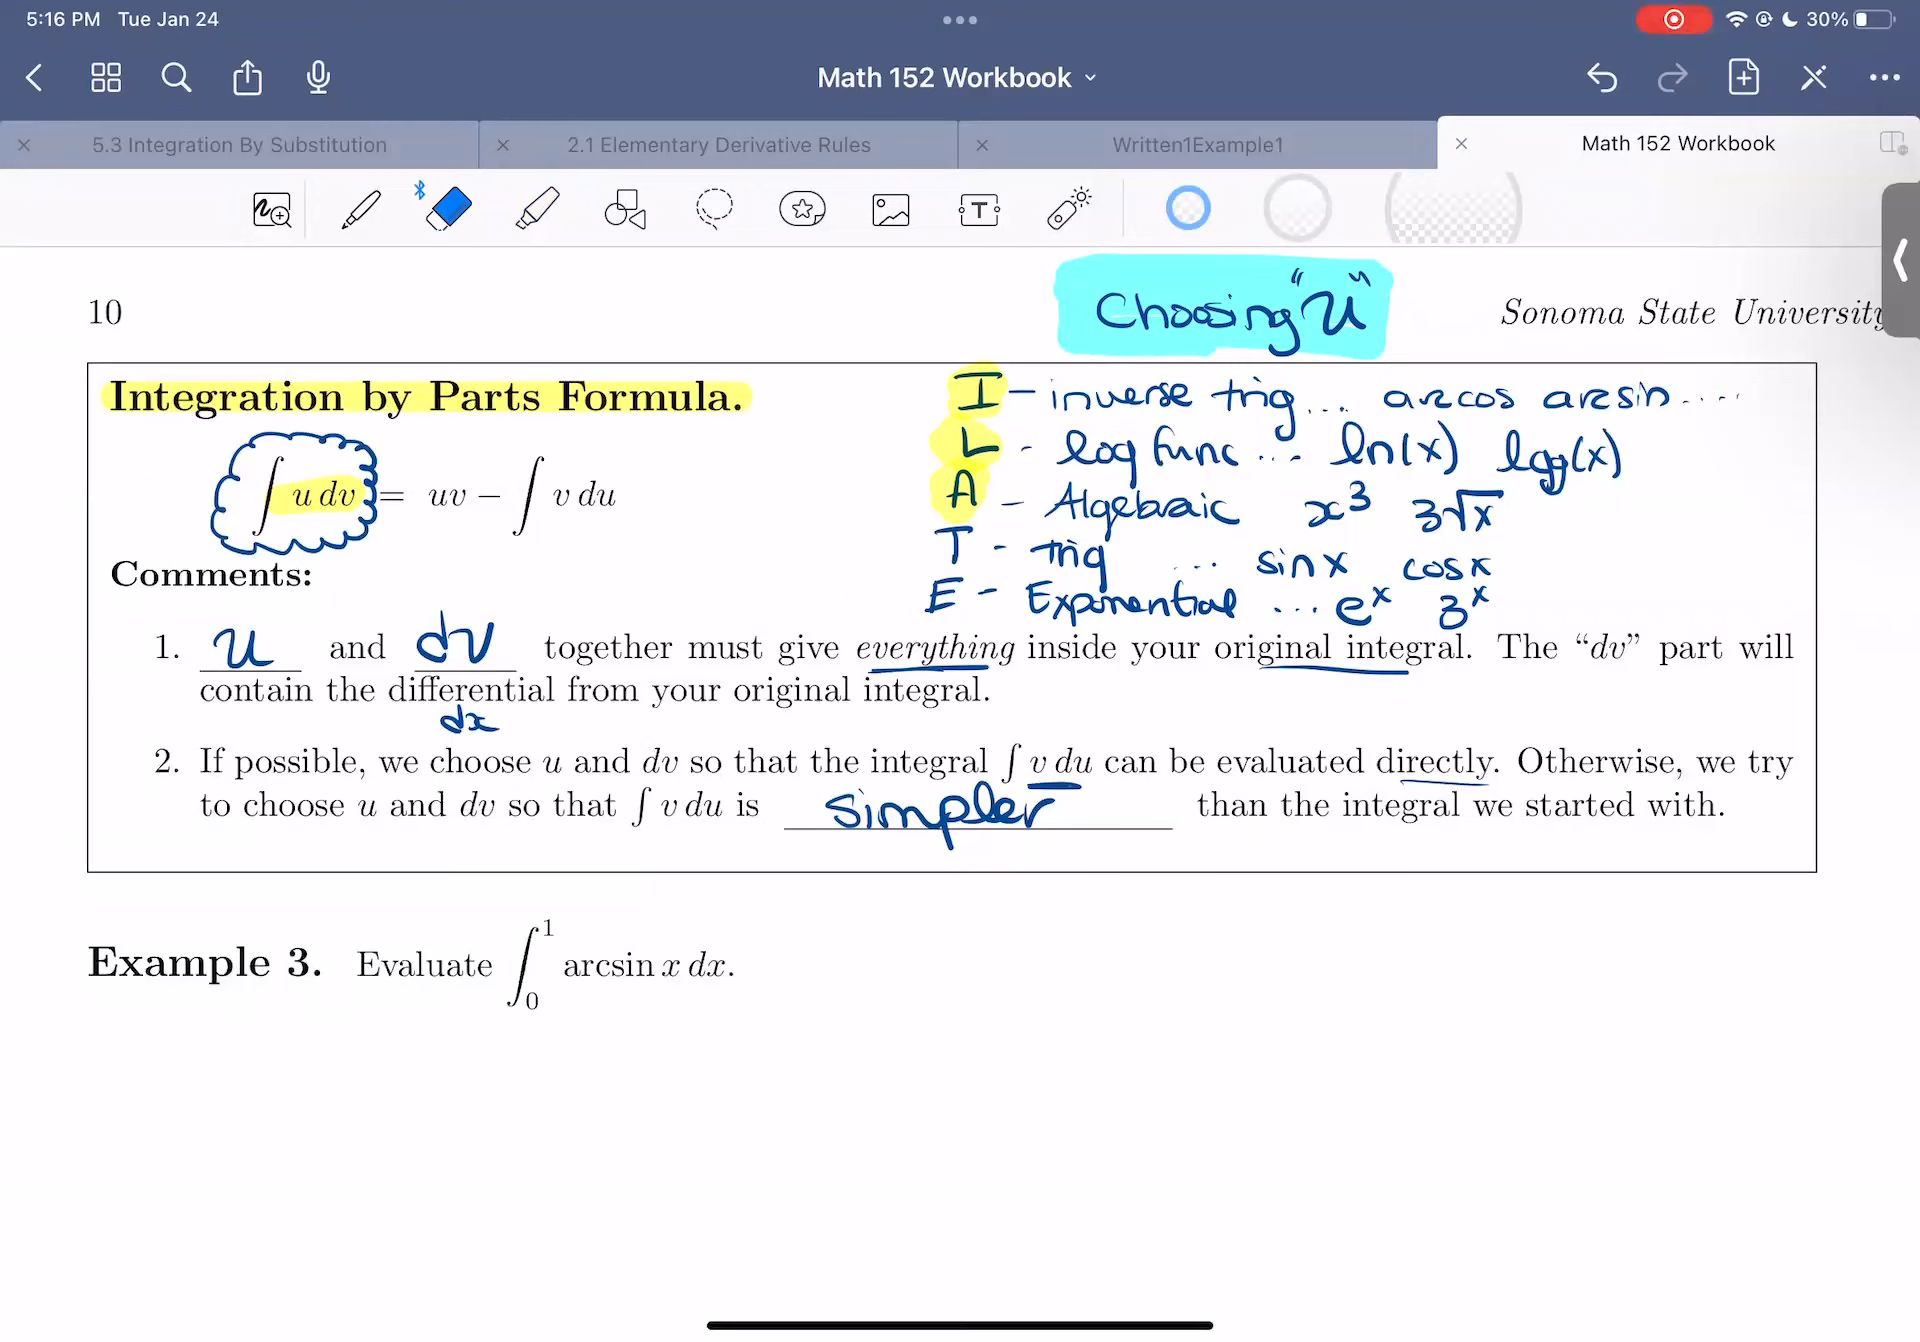 5:16 PM Tue Jan 24
30%
Math 152 Workbook
5.3 Integration By Substitution
2.1 Elementary Derivative Rules
Written1Example1
Math 152 Workbook
10
Choosing "u"
Sonoma State University
Integration by Parts Formula.
∫ u dv = uv − ∫ v du
I - inverse trig... arccos arcsin.....
L - log func ... ln(x)
A - Algebraic x³ 3√x
T - Trig ... sinx cosx
E - Exponential ... eˣ 3ˣ
Comments:
1. u and dv together must give everything inside your original integral. The “dv” part will
contain the differential from your original integral.
dx
2. If possible, we choose u and dv so that the integral ∫ v du can be evaluated directly. Otherwise, we try
to choose u and dv so that ∫ v du is simpler than the integral we started with.
Example 3. Evaluate ∫₀¹ arcsin x dx.